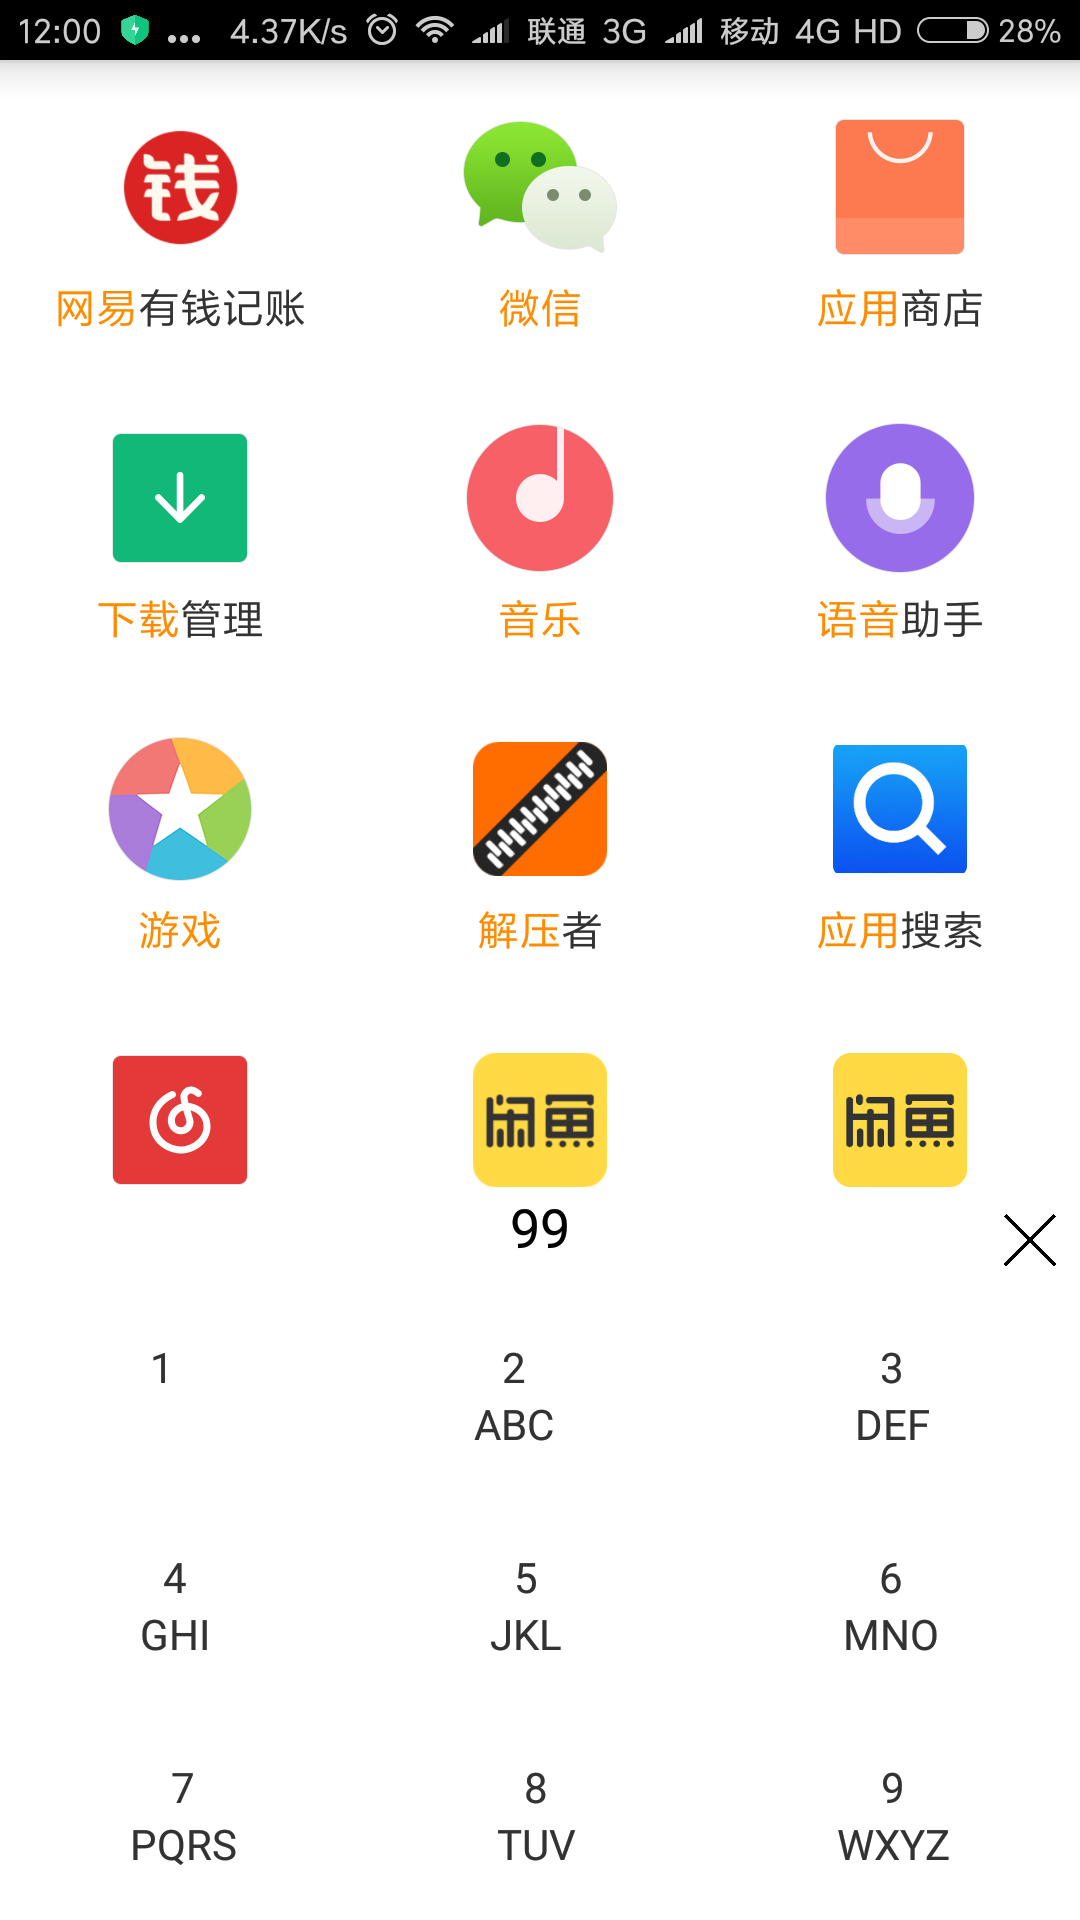 12:00 ... 4.37K/s 联通 3G 移动 4G HD 28%
钱
网易有钱记账 微信 应用商店
下载管理 音乐 语音助手
游戏 解压者 应用搜索
闲鱼 闲鱼
99
1 2 3
ABC DEF
4 5 6
GHI JKL MNO
7 8 9
PQRS TUV WXYZ